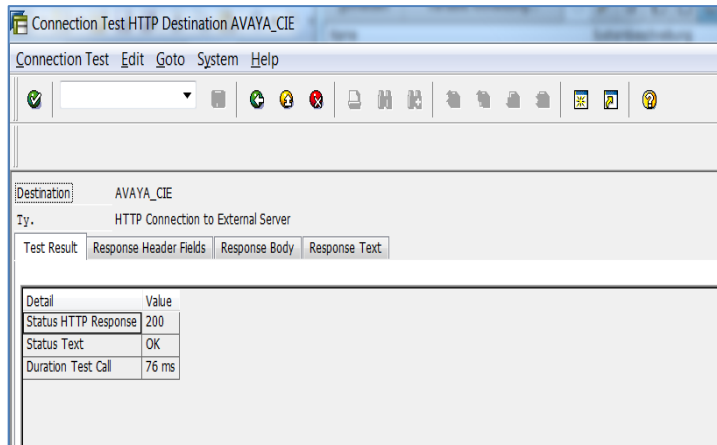 Connection Test HTTP Destination AVAYA_CIE
Connection Test Edit Goto System Help
Destination AVAYA_CIE
Ty. HTTP Connection to External Server
Test Result Response Header Fields Response Body Response Text
Detail Value
Status HTTP Response 200
Status Text OK
Duration Test Call 76 ms